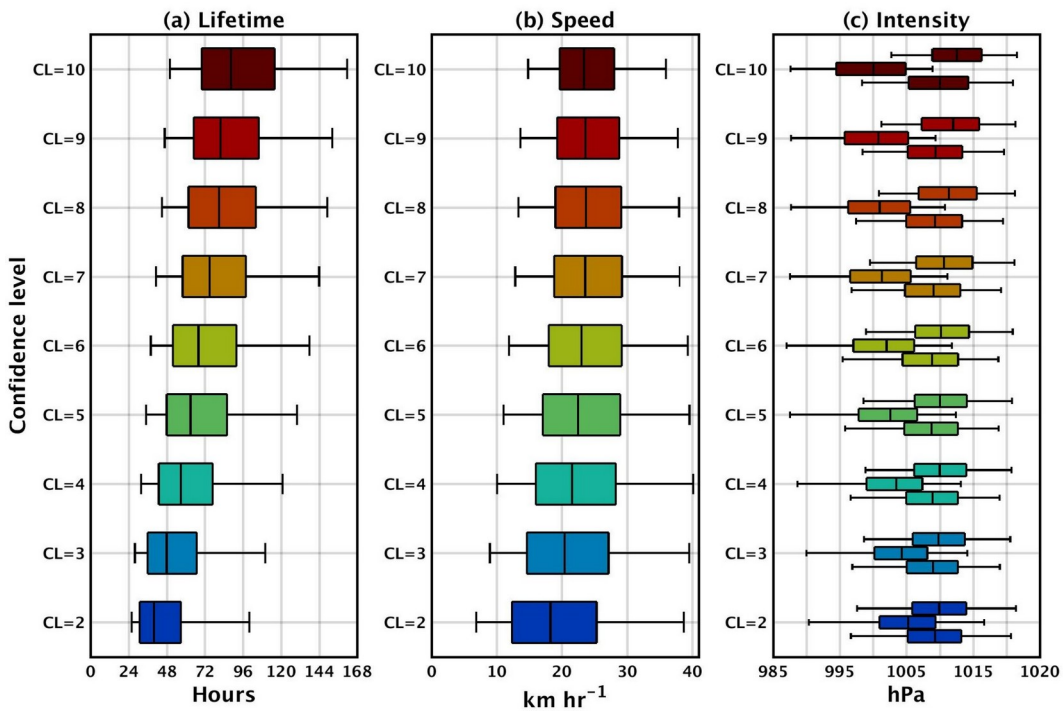 (a) Lifetime
(b) Speed
(c) Intensity
Confidence level
CL=10
CL=9
CL=8
CL=7
CL=6
CL=5
CL=4
CL=3
CL=2
0 24 48 72 96 120 144 168
Hours
CL=10
CL=9
CL=8
CL=7
CL=6
CL=5
CL=4
CL=3
CL=2
0 10 20 30 40
km hr⁻¹
CL=10
CL=9
CL=8
CL=7
CL=6
CL=5
CL=4
CL=3
CL=2
985 995 1005 1015 1020
hPa